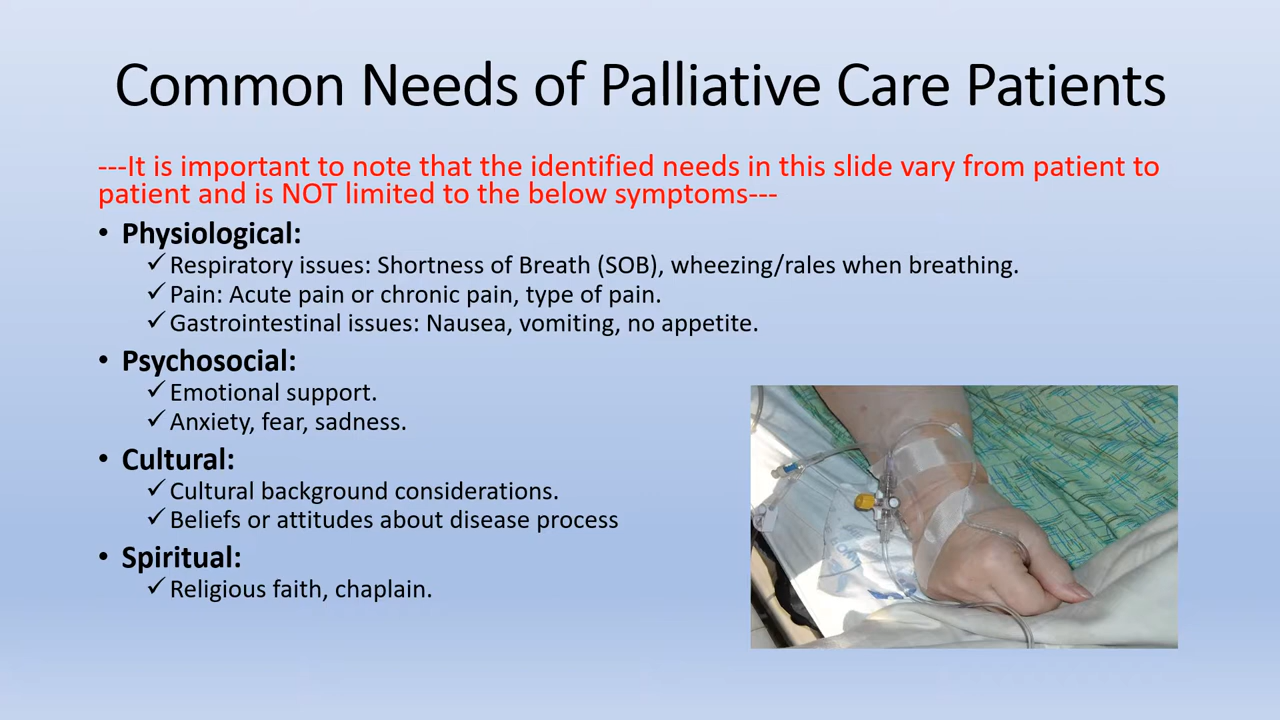 Common Needs of Palliative Care Patients
---It is important to note that the identified needs in this slide vary from patient to
patient and is NOT limited to the below symptoms---
• Physiological:
✓Respiratory issues: Shortness of Breath (SOB), wheezing/rales when breathing.
✓Pain: Acute pain or chronic pain, type of pain.
✓Gastrointestinal issues: Nausea, vomiting, no appetite.
• Psychosocial:
✓Emotional support.
✓Anxiety, fear, sadness.
• Cultural:
✓Cultural background considerations.
✓Beliefs or attitudes about disease process
• Spiritual:
✓Religious faith, chaplain.